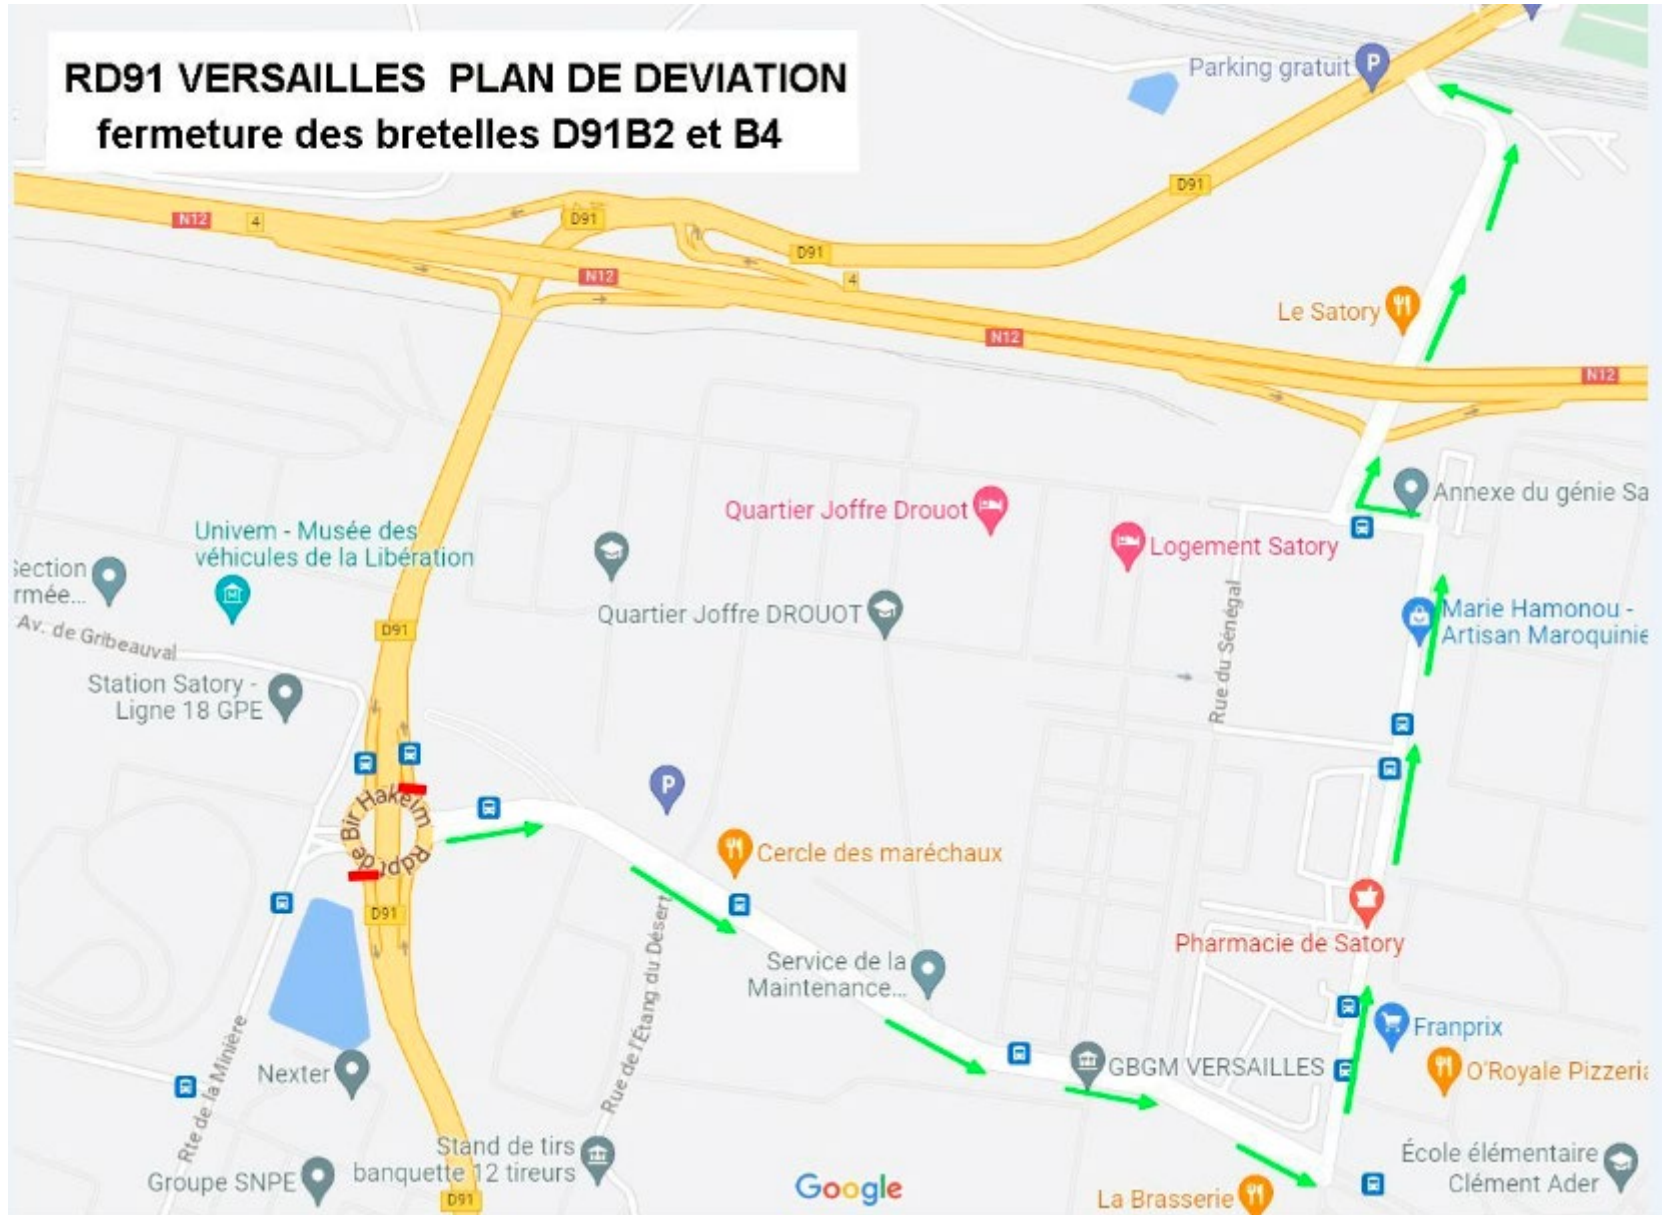 RD91 VERSAILLES PLAN DE DEVIATION
fermeture des bretelles D91B2 et B4
Parking gratuit
P
D91
N12
4
D91
D91
N12
4
Le Satory
N12
N12
Quartier Joffre Drouot
Annexe du génie Sa
Univem - Musée des
véhicules de la Libération
Logement Satory
Section
rmée...
Quartier Joffre DROUOT
Rue du Sénégal
Marie Hamonou -
Artisan Maroquinie
Av. de Gribeauval
D91
Station Satory -
Ligne 18 GPE
P
Rdpt de Bir Hakeim
Cercle des maréchaux
D91
Pharmacie de Satory
Rue de l'Étang du Désert
Service de la
Maintenance...
Rte de la Minière
Franprix
Nexter
GBGM VERSAILLES
O'Royale Pizzeria
Stand de tirs
banquette 12 tireurs
École élémentaire
Clément Ader
Groupe SNPE
Google
La Brasserie
D91